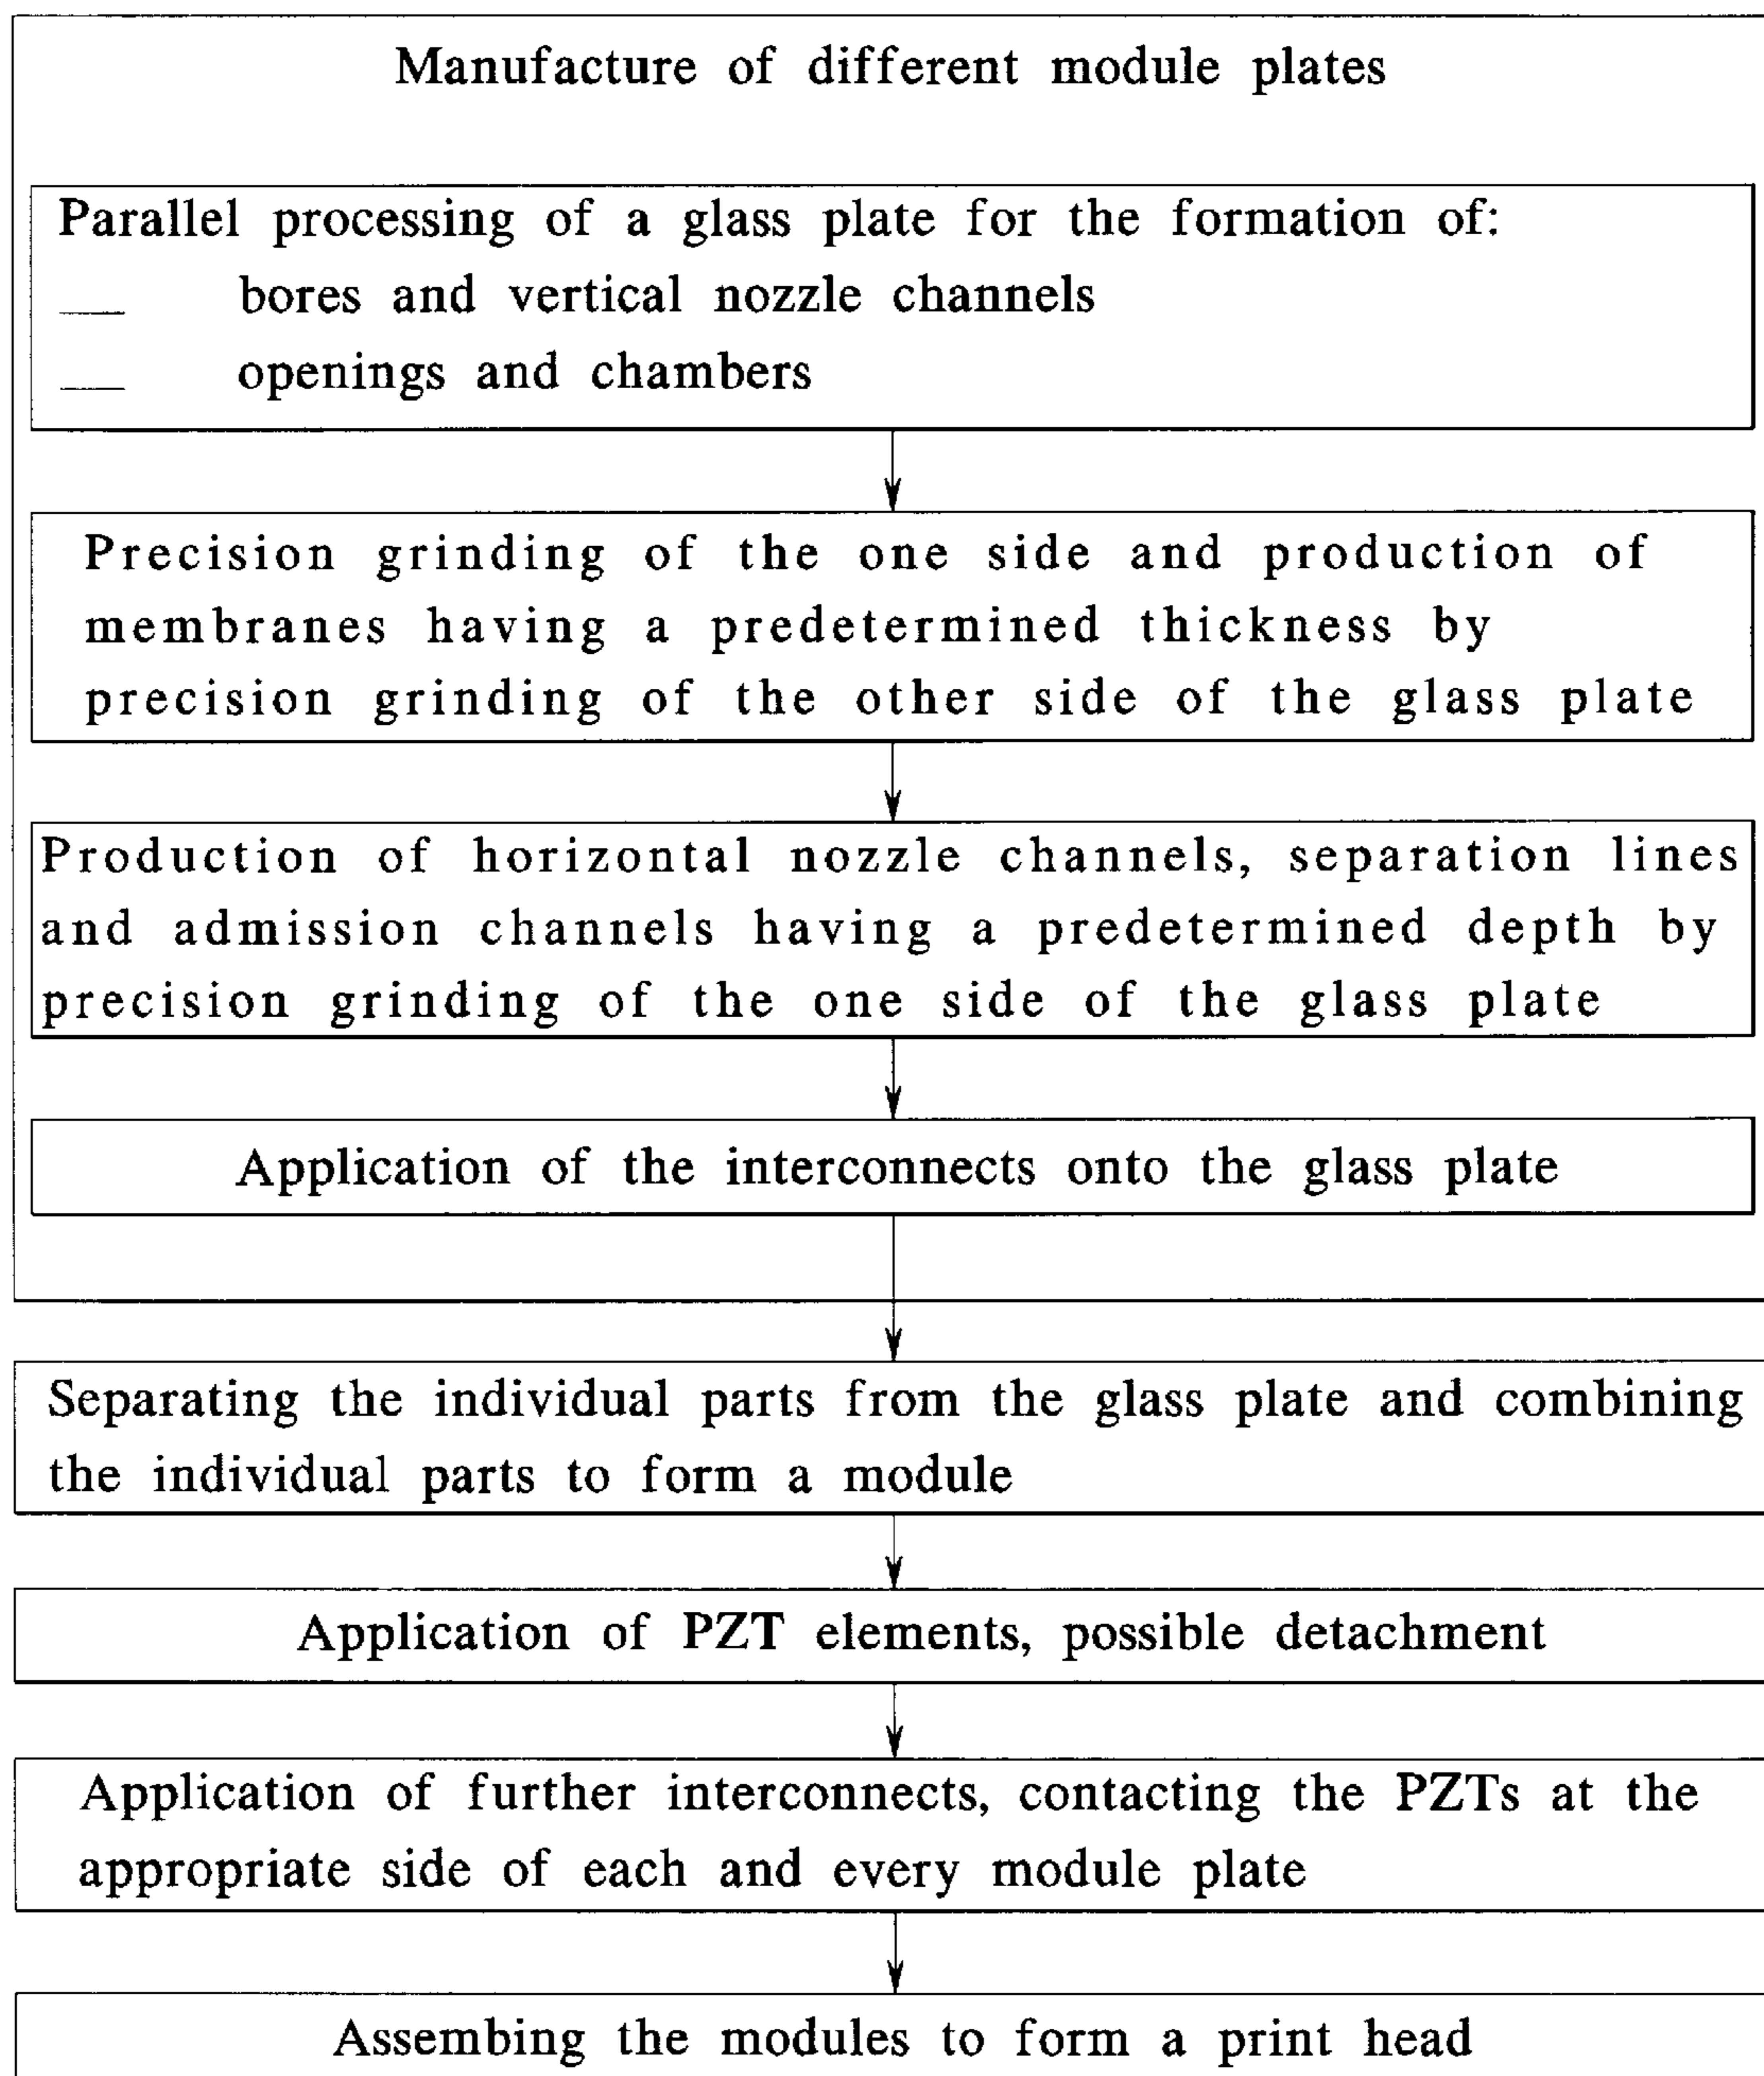 Manufacture of different module plates
Parallel processing of a glass plate for the formation of:
— bores and vertical nozzle channels
— openings and chambers
Precision grinding of the one side and production of
membranes having a predetermined thickness by
precision grinding of the other side of the glass plate
Production of horizontal nozzle channels, separation lines
and admission channels having a predetermined depth by
precision grinding of the one side of the glass plate
Application of the interconnects onto the glass plate
Separating the individual parts from the glass plate and combining
the individual parts to form a module
Application of PZT elements, possible detachment
Application of further interconnects, contacting the PZTs at the
appropriate side of each and every module plate
Assembing the modules to form a print head